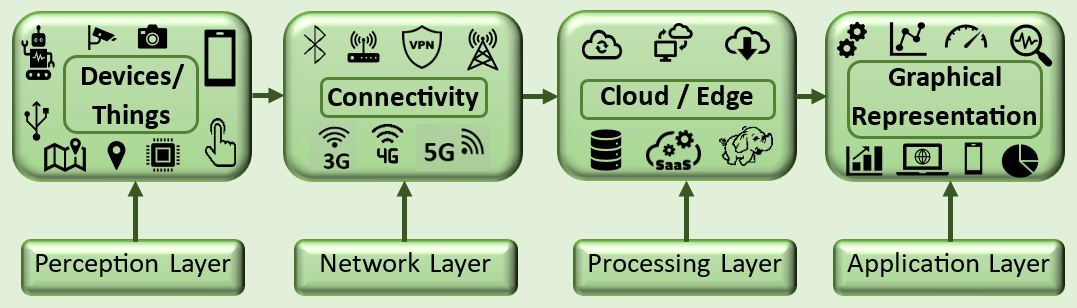 Devices/
Things
VPN
Connectivity
3G
4G
5G
Cloud / Edge
SaaS
Graphical
Representation
Perception Layer
Network Layer
Processing Layer
Application Layer